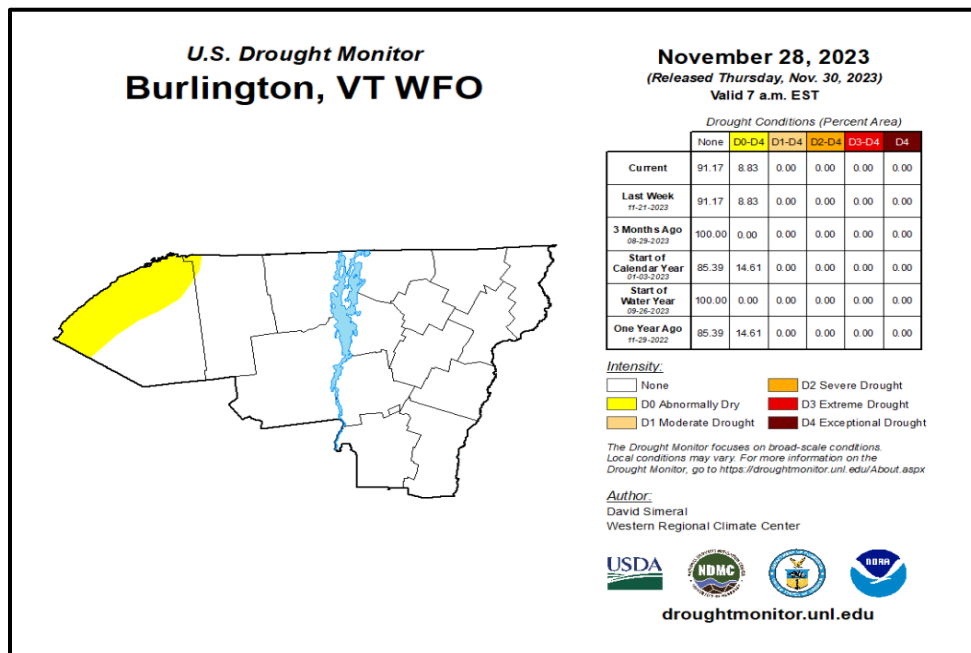 U.S. Drought Monitor
Burlington, VT WFO
November 28, 2023
(Released Thursday, Nov. 30, 2023)
Valid 7 a.m. EST
Drought Conditions (Percent Area)
None D0-D4 D1-D4 D2-D4 D3-D4 D4
Current 91.17 8.83 0.00 0.00 0.00 0.00
Last Week
11-21-2023 91.17 8.83 0.00 0.00 0.00 0.00
3 Months Ago
08-29-2023 100.00 0.00 0.00 0.00 0.00 0.00
Start of
Calendar Year
01-03-2023 85.39 14.61 0.00 0.00 0.00 0.00
Start of
Water Year
09-26-2023 100.00 0.00 0.00 0.00 0.00 0.00
One Year Ago
11-29-2022 85.39 14.61 0.00 0.00 0.00 0.00
Intensity:
None
D0 Abnormally Dry
D1 Moderate Drought
D2 Severe Drought
D3 Extreme Drought
D4 Exceptional Drought
The Drought Monitor focuses on broad-scale conditions.
Local conditions may vary. For more information on the
Drought Monitor, go to https://droughtmonitor.unl.edu/About.aspx
Author:
David Simeral
Western Regional Climate Center
USDA
NDMC
NOAA
droughtmonitor.unl.edu